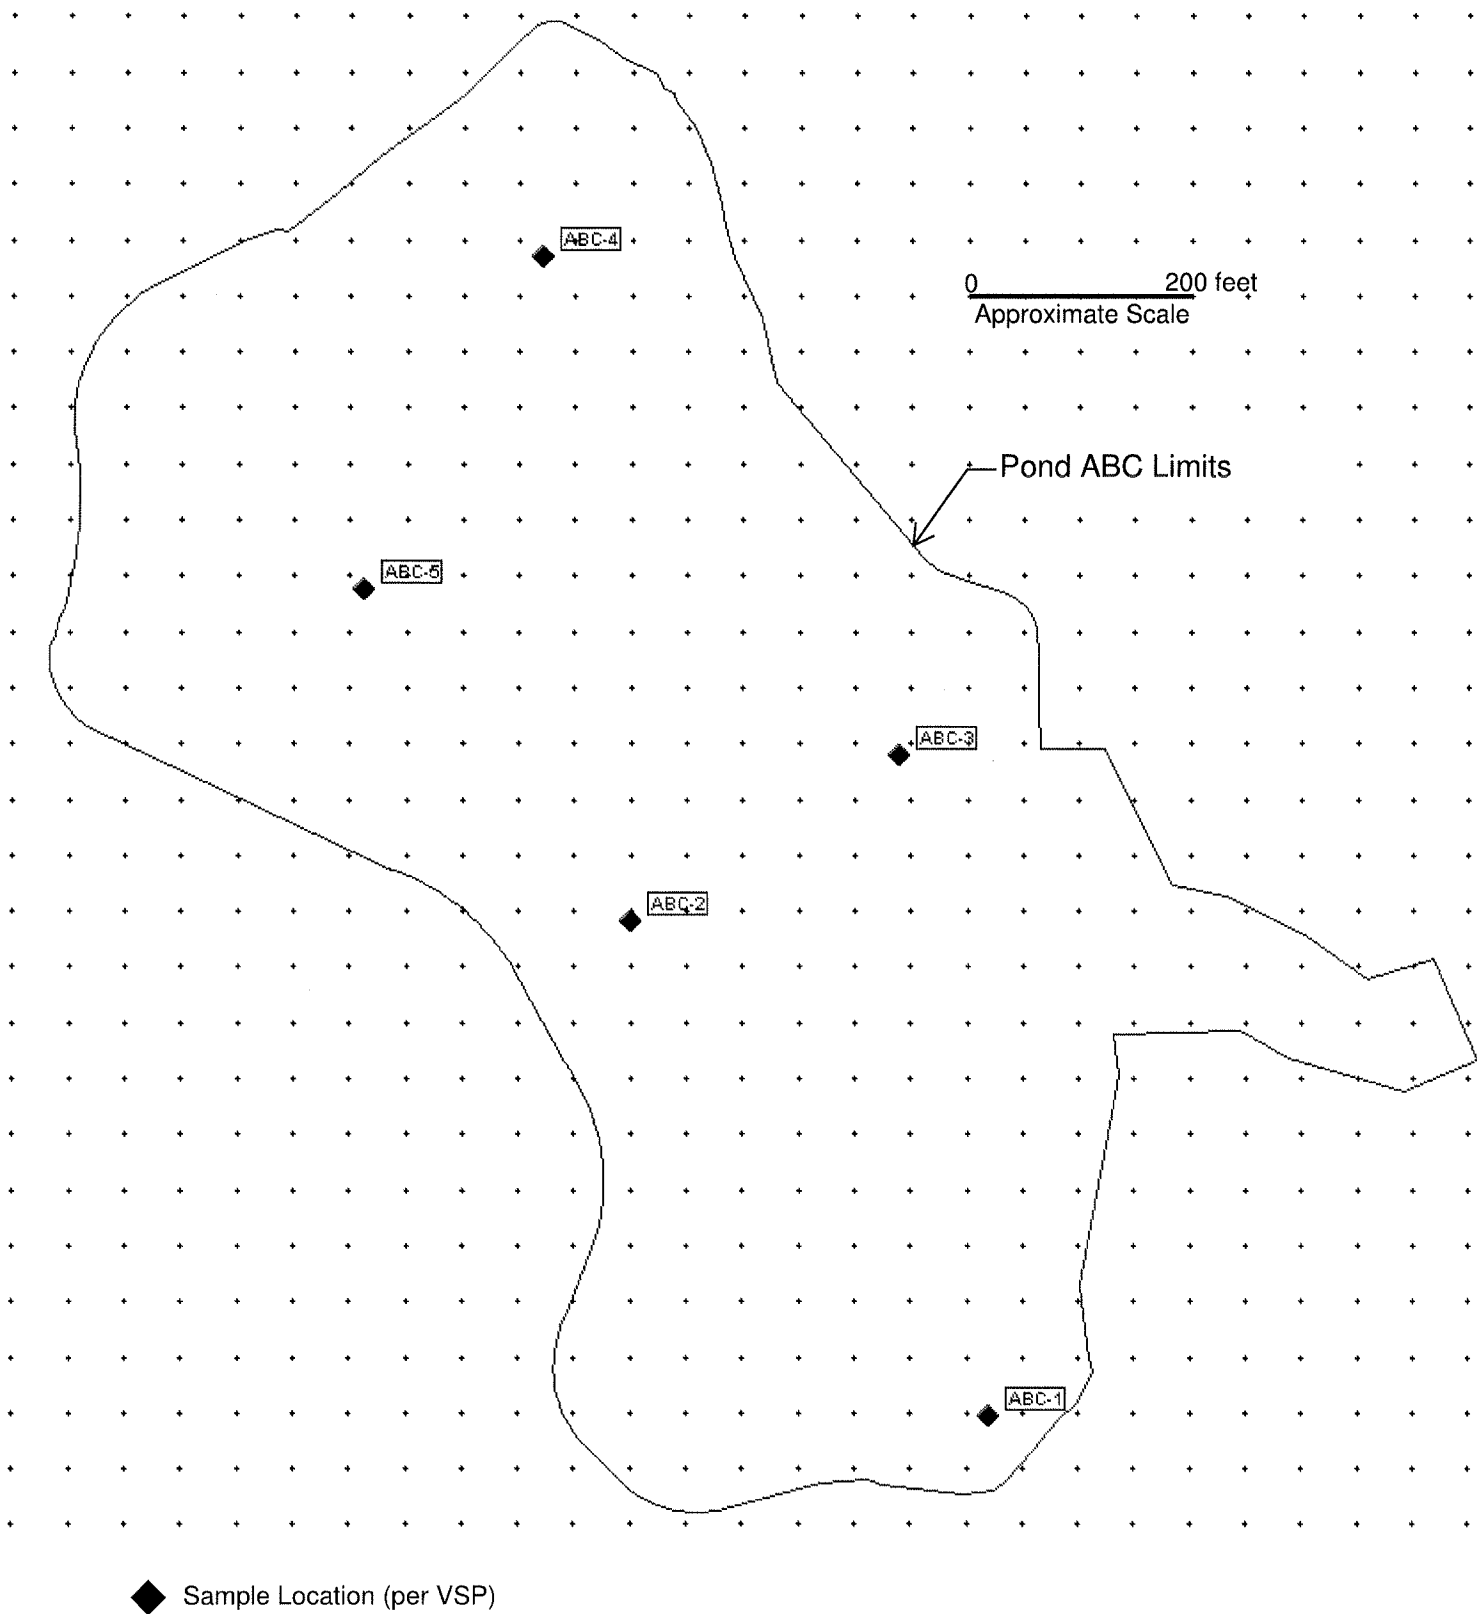 ABC-4
0 200 feet
Approximate Scale
Pond ABC Limits
ABC-5
ABC-3
ABC-2
ABC-1
Sample Location (per VSP)